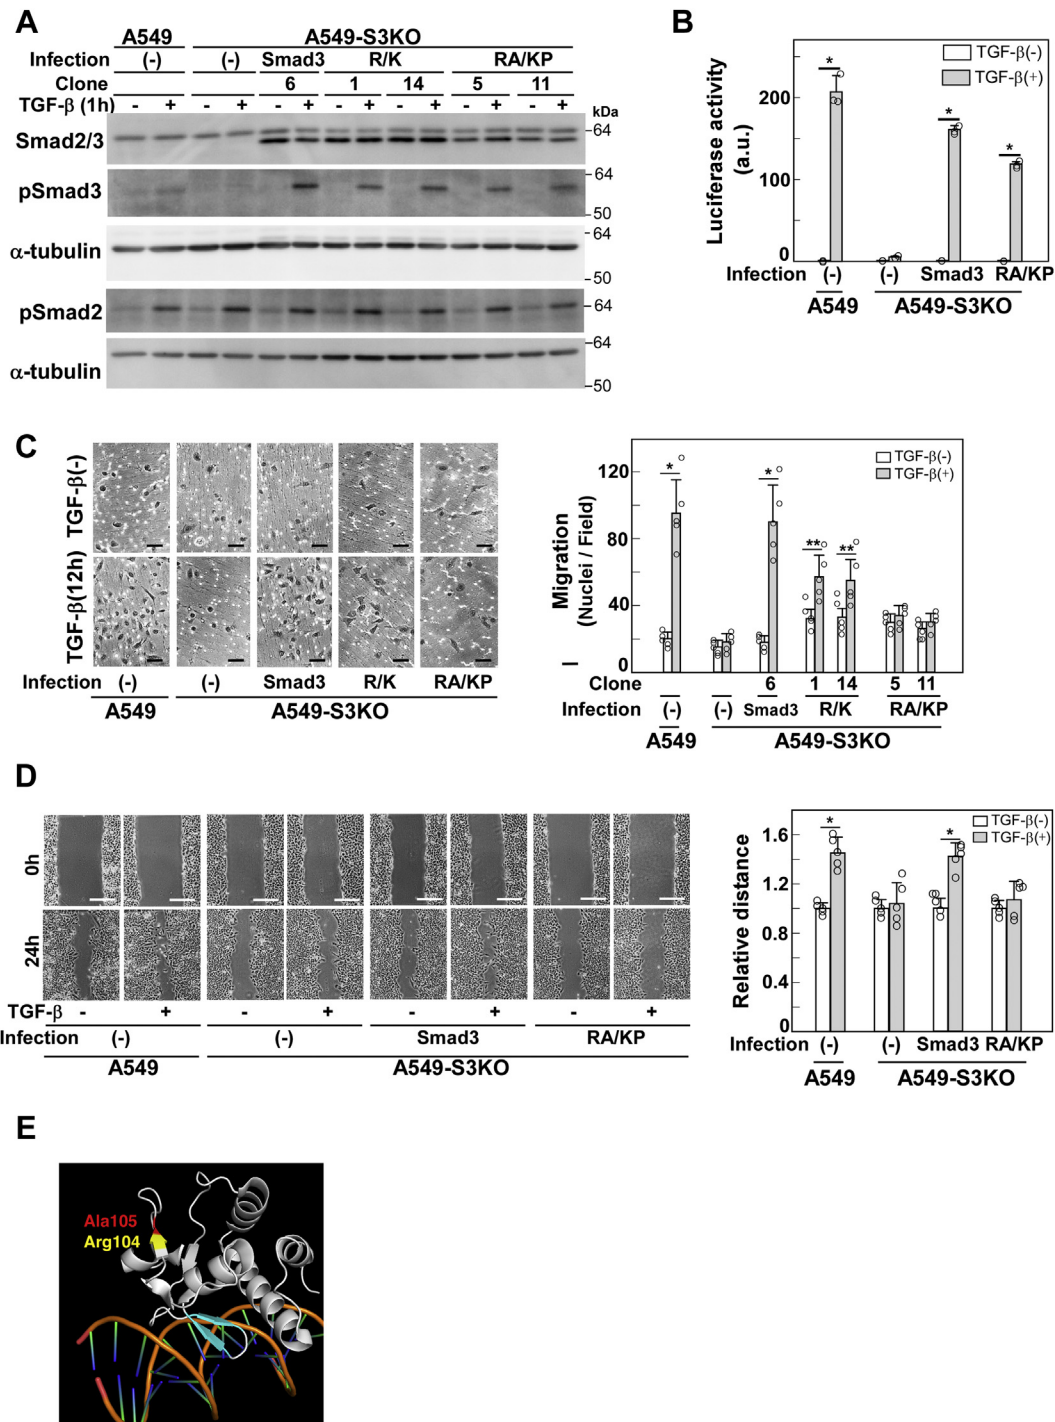 A
A549 A549-S3KO
Infection (-) (-) Smad3 R/K RA/KP
Clone 6 1 14 5 11
TGF-β (1h) - + - + - + - + - + - + - +
kDa
Smad2/3
64
pSmad3
64
50
α-tubulin
64
50
pSmad2
64
α-tubulin
64
50
B
TGF-β(-)
TGF-β(+)
Luciferase activity
(a.u.)
200
100
0
* * *
Infection (-) (-) Smad3 RA/KP
A549 A549-S3KO
C
TGF-β(-)
TGF-β(12h)
Infection (-) (-) Smad3 R/K RA/KP
A549 A549-S3KO
TGF-β(-)
TGF-β(+)
Migration
(Nuclei / Field)
120
80
40
0
* * ** **
Clone 6 1 14 5 11
Infection (-) (-) Smad3 R/K RA/KP
A549 A549-S3KO
D
0h
24h
TGF-β - + - + - + - +
Infection (-) (-) Smad3 RA/KP
A549 A549-S3KO
TGF-β(-)
TGF-β(+)
Relative distance
1.6
1.2
0.8
0.4
0
* *
Infection (-) (-) Smad3 RA/KP
A549 A549-S3KO
E
Ala105
Arg104